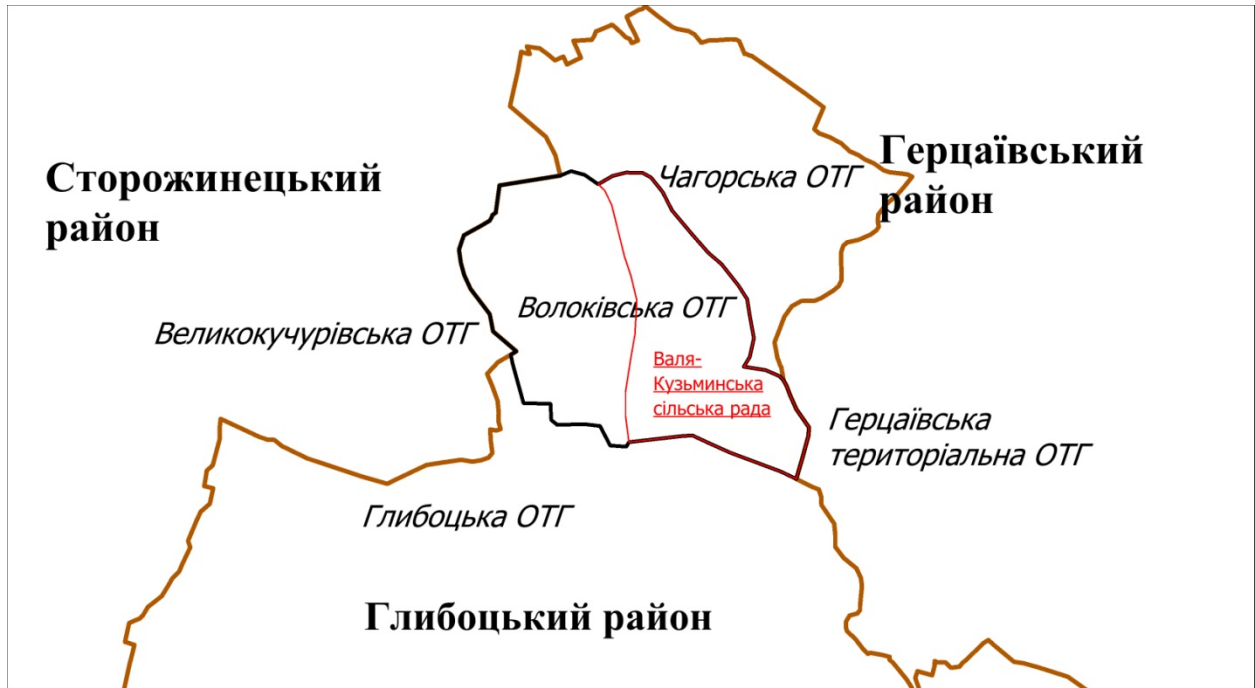 Сторожинецький
район
Герцаївський
район
Чагорська ОТГ
Волоківська ОТГ
Великокучурівська ОТГ
Валя-
Кузьминська
сільська рада
Герцаївська
територіальна ОТГ
Глибоцька ОТГ
Глибоцький район